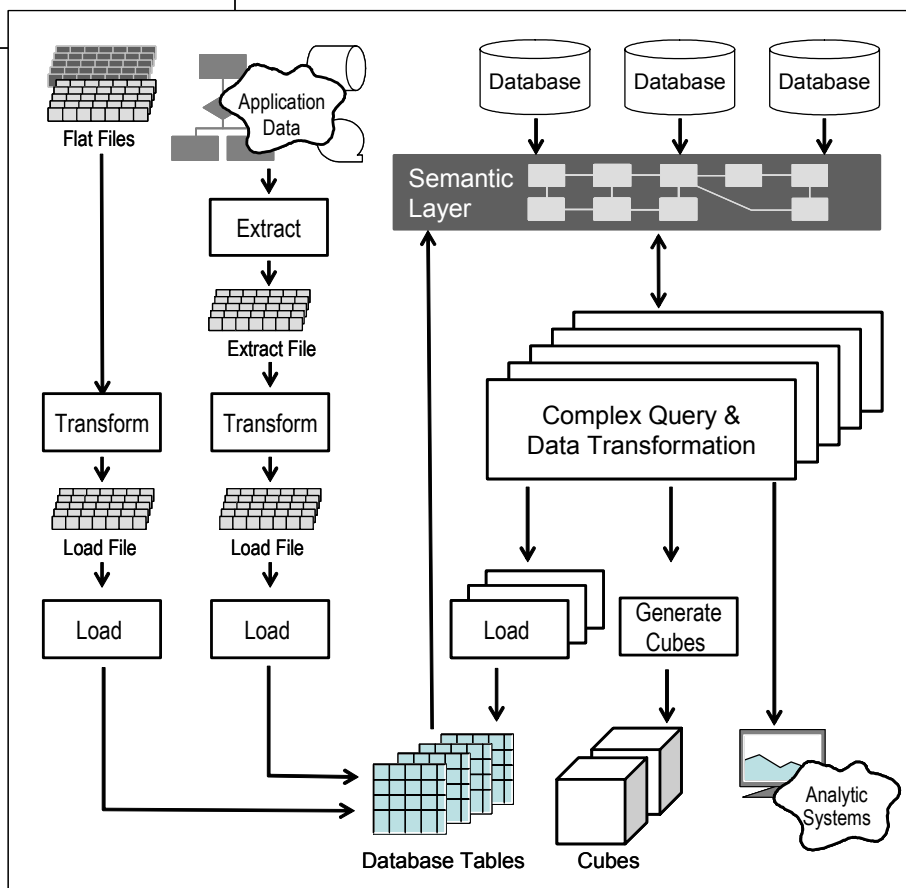 Flat Files
Application
Data
Database
Database
Database
Semantic
Layer
Extract
Extract File
Transform
Transform
Complex Query &
Data Transformation
Load File
Load File
Load
Load
Load
Generate
Cubes
Database Tables
Cubes
Analytic
Systems